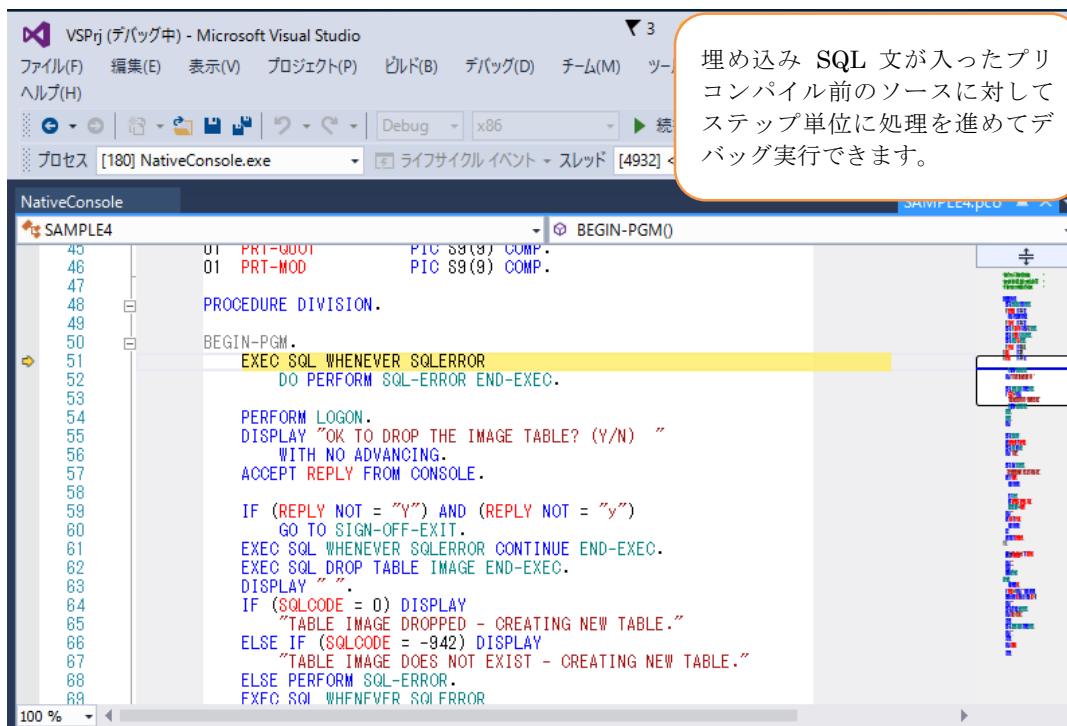 VSPrj (デバッグ中) - Microsoft Visual Studio
3
ファイル(F) 編集(E) 表示(V) プロジェクト(P) ビルド(B) デバッグ(D) チーム(M) ツー
ヘルプ(H)
Debug x86 続
プロセス [180] NativeConsole.exe ライフサイクル イベント スレッド [4932] <
埋め込み SQL 文が入ったプリ
コンパイル前のソースに対して
ステップ単位に処理を進めてデ
バッグ実行できます。
NativeConsole SAMPLE4.pco
SAMPLE4 BEGIN-PGM()
45 01 PRT-QUOT PIC S9(9) COMP.
46 01 PRT-MOD PIC S9(9) COMP.
47
48 PROCEDURE DIVISION.
49
50 BEGIN-PGM.
51 EXEC SQL WHENEVER SQLERROR
52 DO PERFORM SQL-ERROR END-EXEC.
53
54 PERFORM LOGON.
55 DISPLAY "OK TO DROP THE IMAGE TABLE? (Y/N) "
56 WITH NO ADVANCING.
57 ACCEPT REPLY FROM CONSOLE.
58
59 IF (REPLY NOT = "Y") AND (REPLY NOT = "y")
60 GO TO SIGN-OFF-EXIT.
61 EXEC SQL WHENEVER SQLERROR CONTINUE END-EXEC.
62 EXEC SQL DROP TABLE IMAGE END-EXEC.
63 DISPLAY " ".
64 IF (SQLCODE = 0) DISPLAY
65 "TABLE IMAGE DROPPED - CREATING NEW TABLE."
66 ELSE IF (SQLCODE = -942) DISPLAY
67 "TABLE IMAGE DOES NOT EXIST - CREATING NEW TABLE."
68 ELSE PERFORM SQL-ERROR.
69 EXEC SQL WHENEVER SQLERROR
100 %